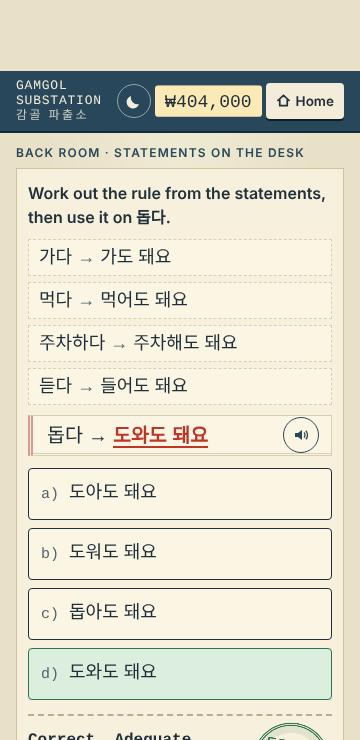 GAMGOL
SUBSTATION
감골 파출소
₩404,000
Home
BACK ROOM · STATEMENTS ON THE DESK
Work out the rule from the statements,
then use it on 돕다.
가다 → 가도 돼요
먹다 → 먹어도 돼요
주차하다 → 주차해도 돼요
듣다 → 들어도 돼요
돕다 → 도와도 돼요
a) 도아도 돼요
b) 도워도 돼요
c) 돕아도 돼요
d) 도와도 돼요
Correct. Adequate